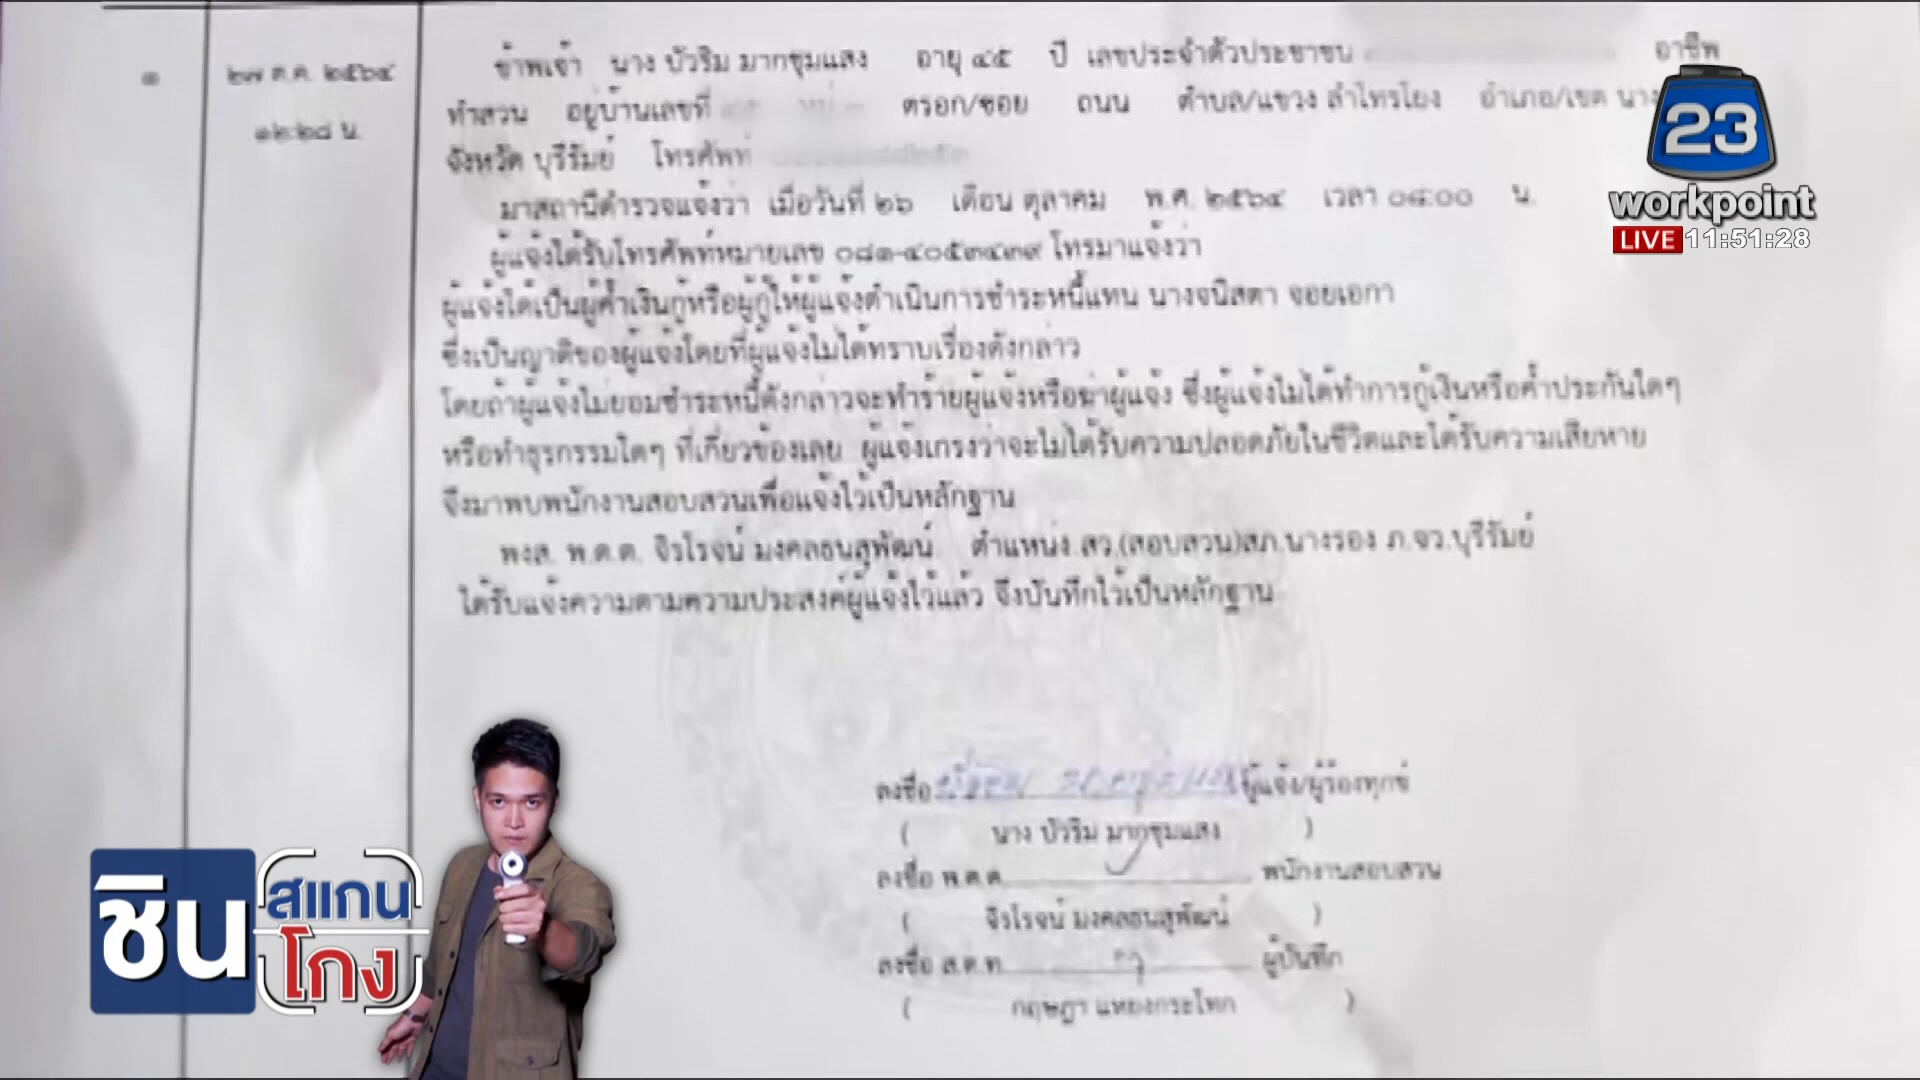 ๑ ๒๗ ต.ค. ๒๕๖๔ ข้าพเจ้า นาง บัวริม มากชุมแสง อายุ ๔๕ ปี เลขประจำตัวประชาชน อาชีพ
๑๒:๒๘ น. ทำสวน อยู่บ้านเลขที่ ตรอก/ซอย ถนน ตำบล/แขวง ลำไทรโยง อำเภอ/เขต นาง
จังหวัด บุรีรัมย์ โทรศัพท์
มาสถานีตำรวจแจ้งว่า เมื่อวันที่ ๒๖ เดือน ตุลาคม พ.ศ. ๒๕๖๔ เวลา ๐๘:๐๐ น.
ผู้แจ้งได้รับโทรศัพท์หมายเลข ๐๘๑-๔๐๕๓๔๓๙ โทรมาแจ้งว่า
ผู้แจ้งได้เป็นผู้ค้ำเงินกู้หรือผู้กู้ให้ผู้แจ้งดำเนินการชำระหนี้แทน นางจนิสตา จอยเอกา
ซึ่งเป็นญาติของผู้แจ้งโดยที่ผู้แจ้งไม่ได้ทราบเรื่องดังกล่าว
โดยถ้าผู้แจ้งไม่ยอมชำระหนี้ดังกล่าวจะทำร้ายผู้แจ้งหรือฆ่าผู้แจ้ง ซึ่งผู้แจ้งไม่ได้ทำการกู้เงินหรือค้ำประกันใดๆ
หรือทำธุรกรรมใดๆ ที่เกี่ยวข้องเลย ผู้แจ้งเกรงว่าจะไม่ได้รับความปลอดภัยในชีวิตและได้รับความเสียหาย
จึงมาพบพนักงานสอบสวนเพื่อแจ้งไว้เป็นหลักฐาน
พงส. พ.ต.ต. จิรโรจน์ มงคลธนสุพัฒน์ ตำแหน่ง สว.(สอบสวน)สภ.นางรอง ภ.จว.บุรีรัมย์
ได้รับแจ้งความตามความประสงค์ผู้แจ้งไว้แล้ว จึงบันทึกไว้เป็นหลักฐาน
ลงชื่อ ผู้แจ้ง/ผู้ร้องทุกข์
( นาง บัวริม มากชุมแสง )
ลงชื่อ พ.ต.ต. พนักงานสอบสวน
( จิรโรจน์ มงคลธนสุพัฒน์ )
ลงชื่อ ส.ต.ท. ผู้บันทึก
( กฤษฎา แหยงกระโทก )
23
workpoint
LIVE 11:51:28
ชิน
สแกน
โกง